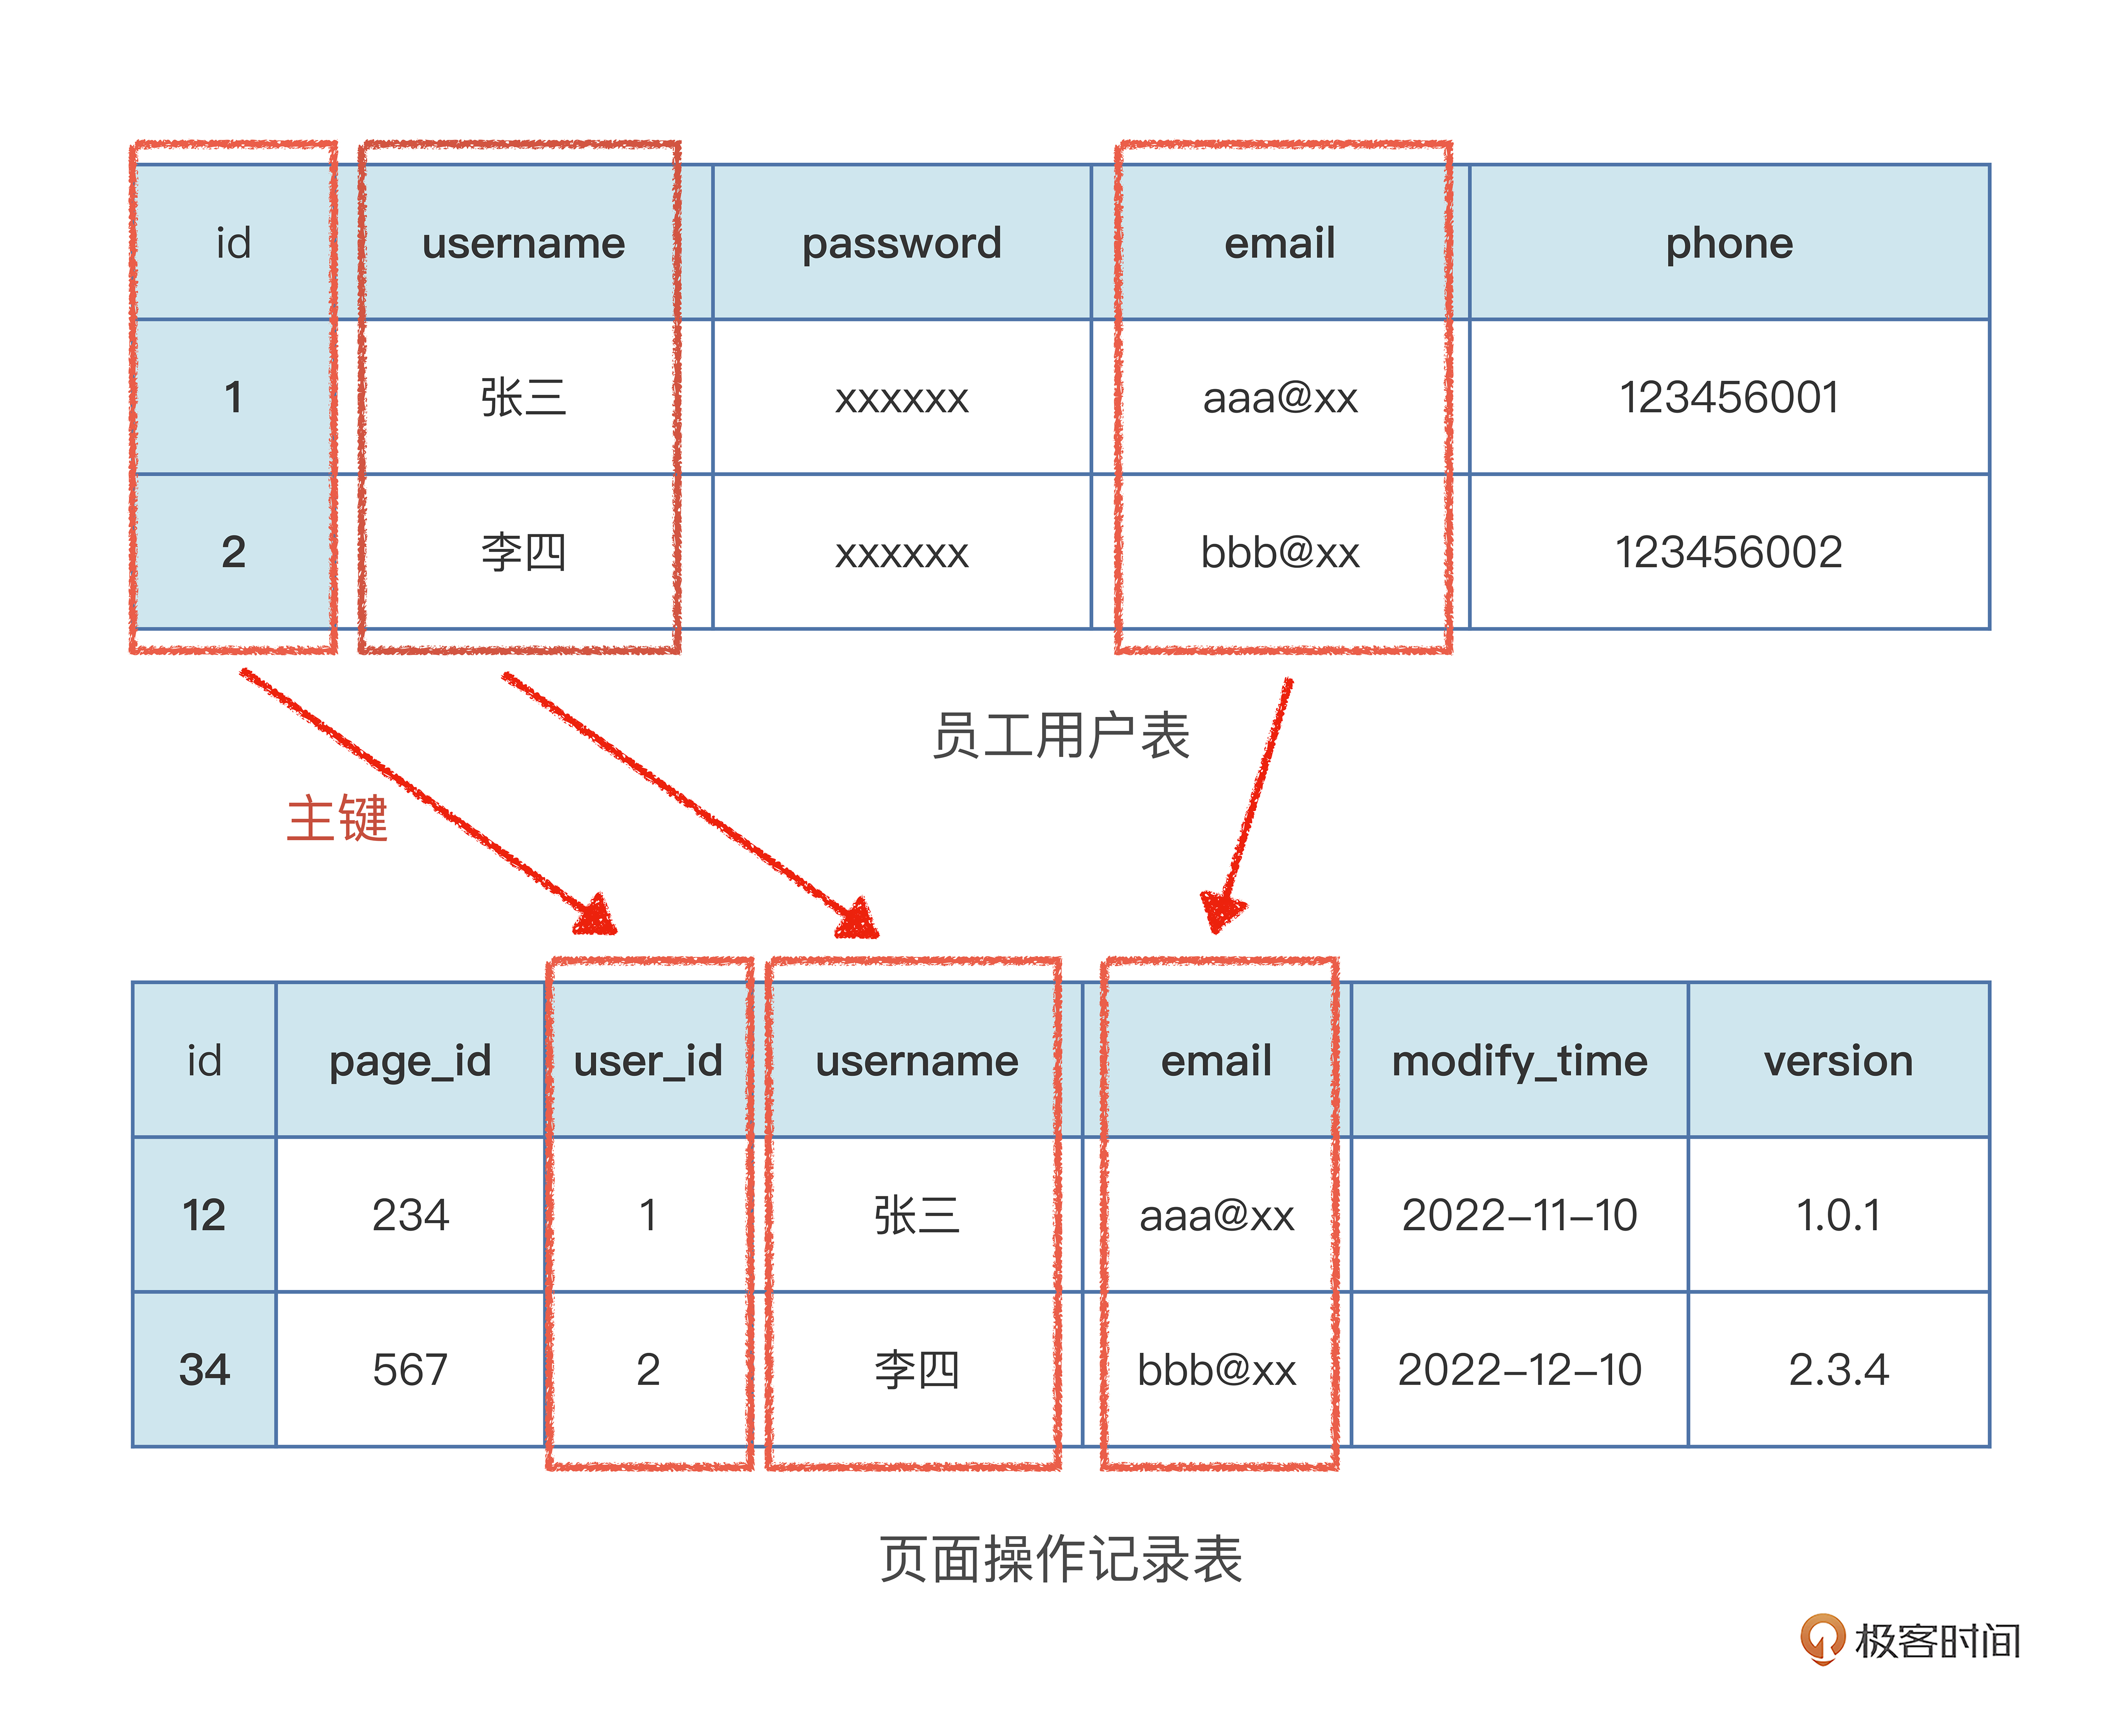 id username password email phone
1 张三 xxxxxx aaa@xx 123456001
2 李四 xxxxxx bbb@xx 123456002
员工用户表
主键
id page_id user_id username email modify_time version
12 234 1 张三 aaa@xx 2022-11-10 1.0.1
34 567 2 李四 bbb@xx 2022-12-10 2.3.4
页面操作记录表
极客时间